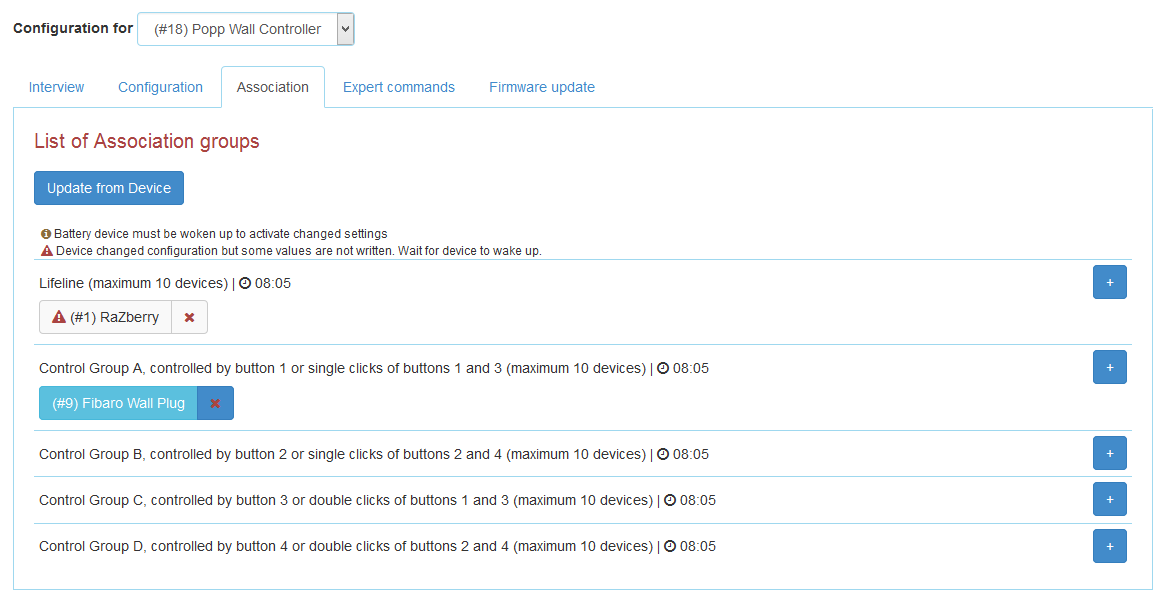 Configuration for (#18) Popp Wall Controller
Interview Configuration Association Expert commands Firmware update
List of Association groups
Update from Device
Battery device must be woken up to activate changed settings
Device changed configuration but some values are not written. Wait for device to wake up.
Lifeline (maximum 10 devices) | 08:05 +
(#1) RaZberry
Control Group A, controlled by button 1 or single clicks of buttons 1 and 3 (maximum 10 devices) | 08:05 +
(#9) Fibaro Wall Plug
Control Group B, controlled by button 2 or single clicks of buttons 2 and 4 (maximum 10 devices) | 08:05 +
Control Group C, controlled by button 3 or double clicks of buttons 1 and 3 (maximum 10 devices) | 08:05 +
Control Group D, controlled by button 4 or double clicks of buttons 2 and 4 (maximum 10 devices) | 08:05 +